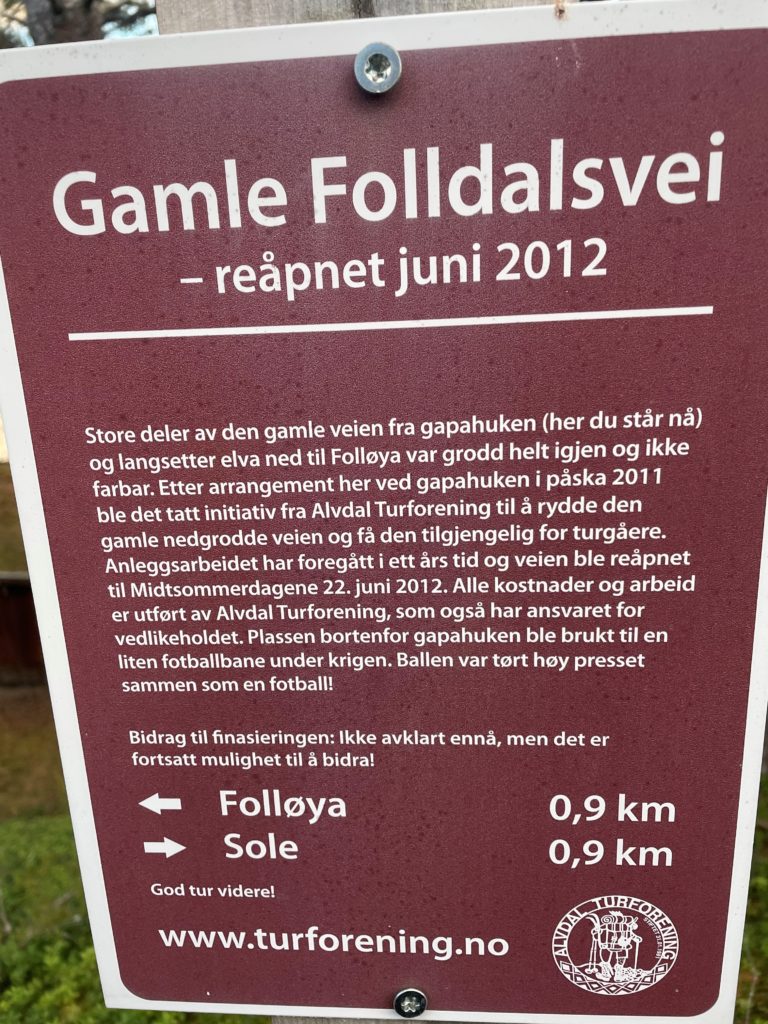 Gamle Folldalsvei
– reåpnet juni 2012
Store deler av den gamle veien fra gapahuken (her du står nå)
og langsetter elva ned til Folløya var grodd helt igjen og ikke
farbar. Etter arrangement her ved gapahuken i påska 2011
ble det tatt initiativ fra Alvdal Turforening til å rydde den
gamle nedgrodde veien og få den tilgjengelig for turgåere.
Anleggsarbeidet har foregått i ett års tid og veien ble reåpnet
til Midtsommerdagene 22. juni 2012. Alle kostnader og arbeid
er utført av Alvdal Turforening, som også har ansvaret for
vedlikeholdet. Plassen bortenfor gapahuken ble brukt til en
liten fotballbane under krigen. Ballen var tørt høy presset
sammen som en fotball!
Bidrag til finasieringen: Ikke avklart ennå, men det er
fortsatt mulighet til å bidra!
← Folløya 0,9 km
→ Sole 0,9 km
God tur videre!
www.turforening.no
ALVDAL TURFORENING